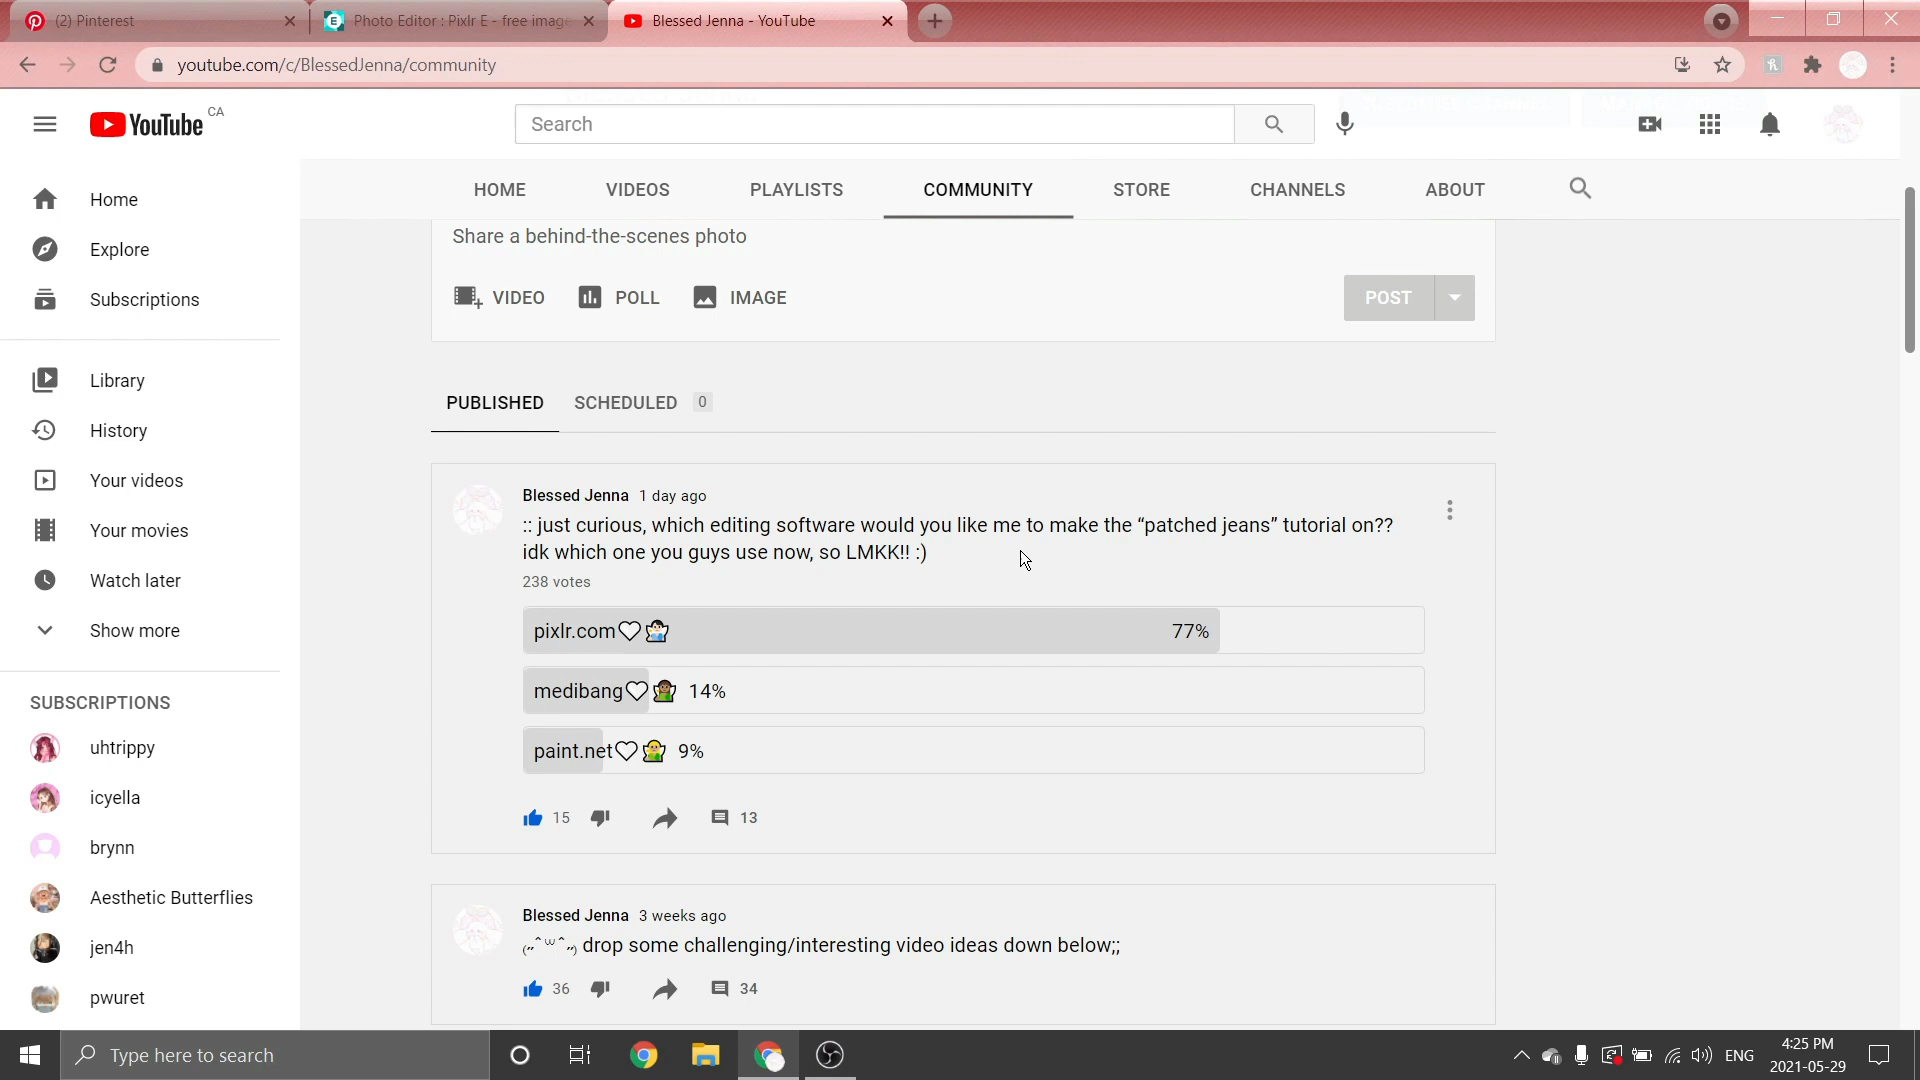 (2) Pinterest
Photo Editor : Pixlr E - free image
Blessed Jenna - YouTube
youtube.com/c/BlessedJenna/community
YouTube CA
Search
HOME VIDEOS PLAYLISTS COMMUNITY STORE CHANNELS ABOUT
Home
Explore
Subscriptions
Library
History
Your videos
Your movies
Watch later
Show more
SUBSCRIPTIONS
uhtrippy
icyella
brynn
Aesthetic Butterflies
jen4h
pwuret
Share a behind-the-scenes photo
VIDEO POLL IMAGE POST
PUBLISHED SCHEDULED 0
Blessed Jenna 1 day ago
:: just curious, which editing software would you like me to make the “patched jeans” tutorial on??
idk which one you guys use now, so LMKK!! :)
238 votes
pixlr.com♡ 77%
medibang♡ 14%
paint.net♡ 9%
15 13
Blessed Jenna 3 weeks ago
(„ˆ꒳ˆ„) drop some challenging/interesting video ideas down below;;
36 34
Type here to search
ENG
4:25 PM
2021-05-29